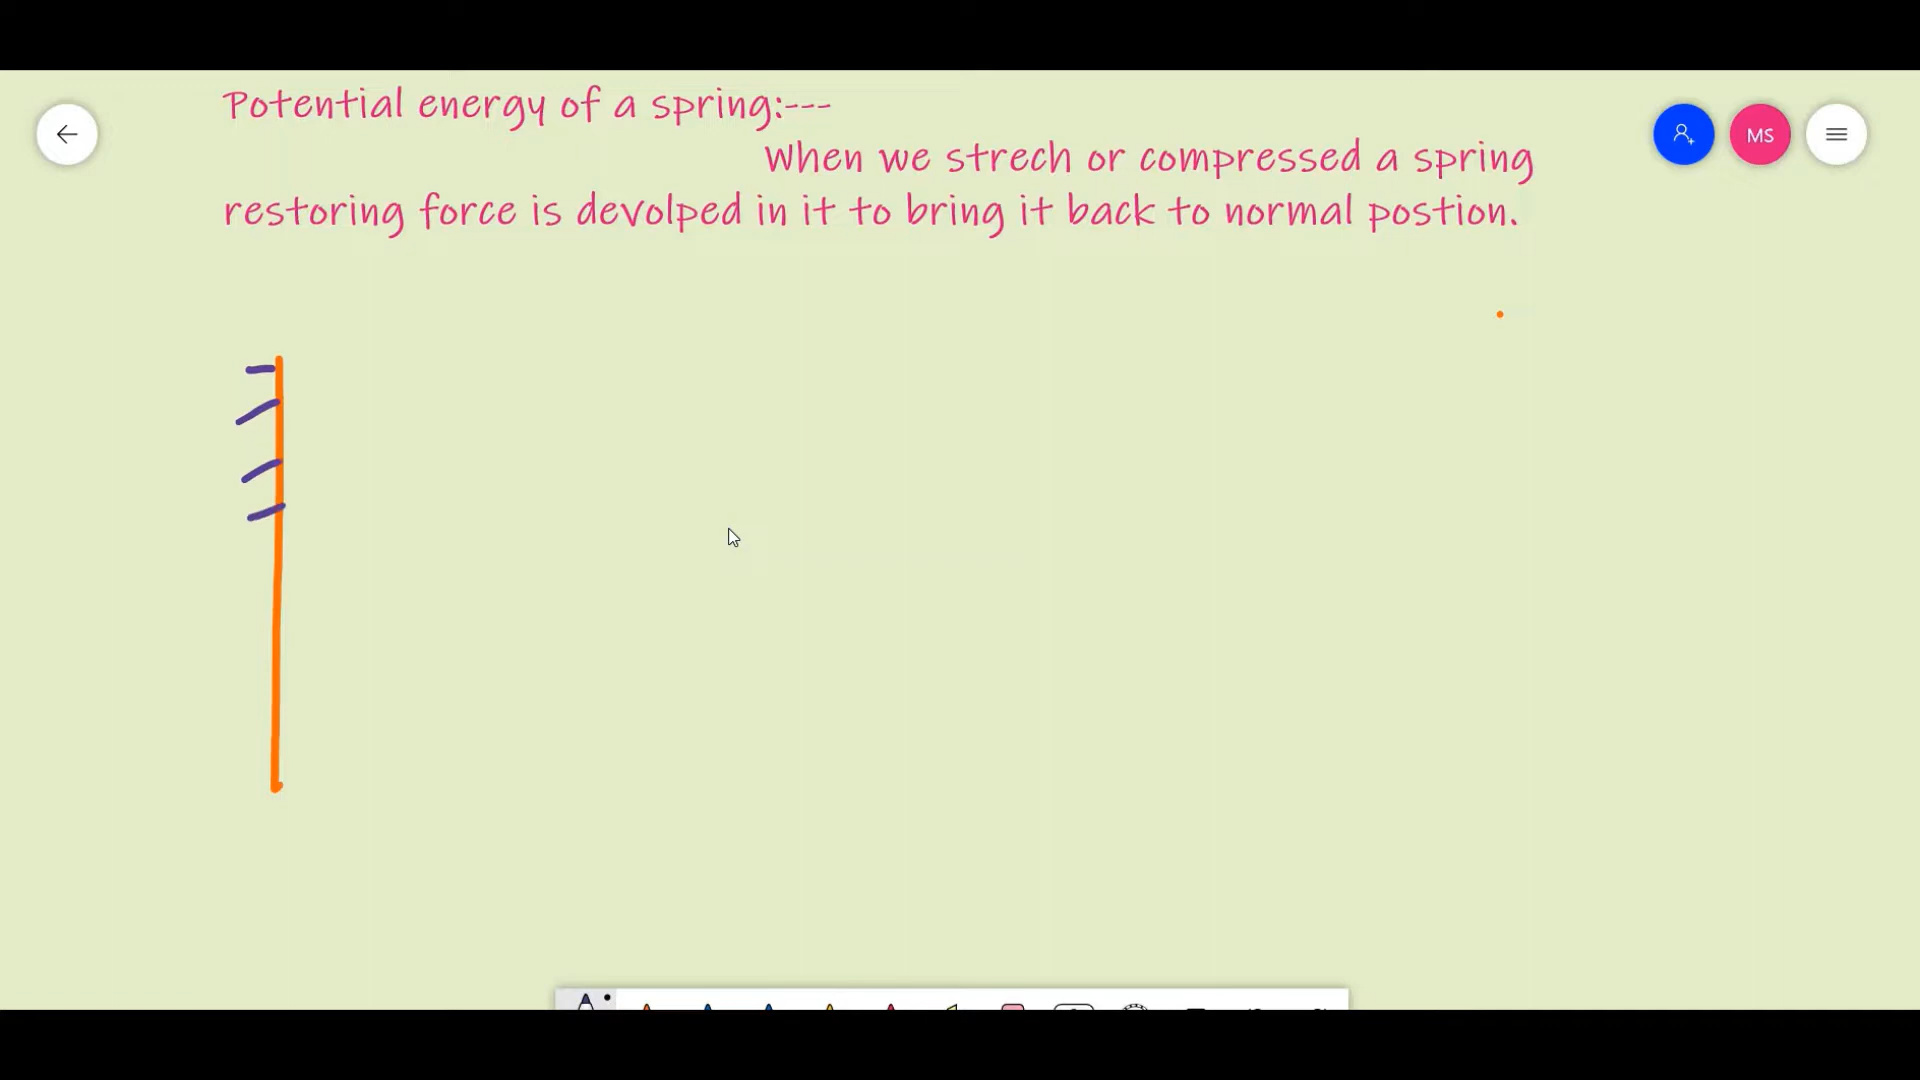 Potential energy of a spring:---
MS
When we strech or compressed a spring
restoring force is devolped in it to bring it back to normal postion.